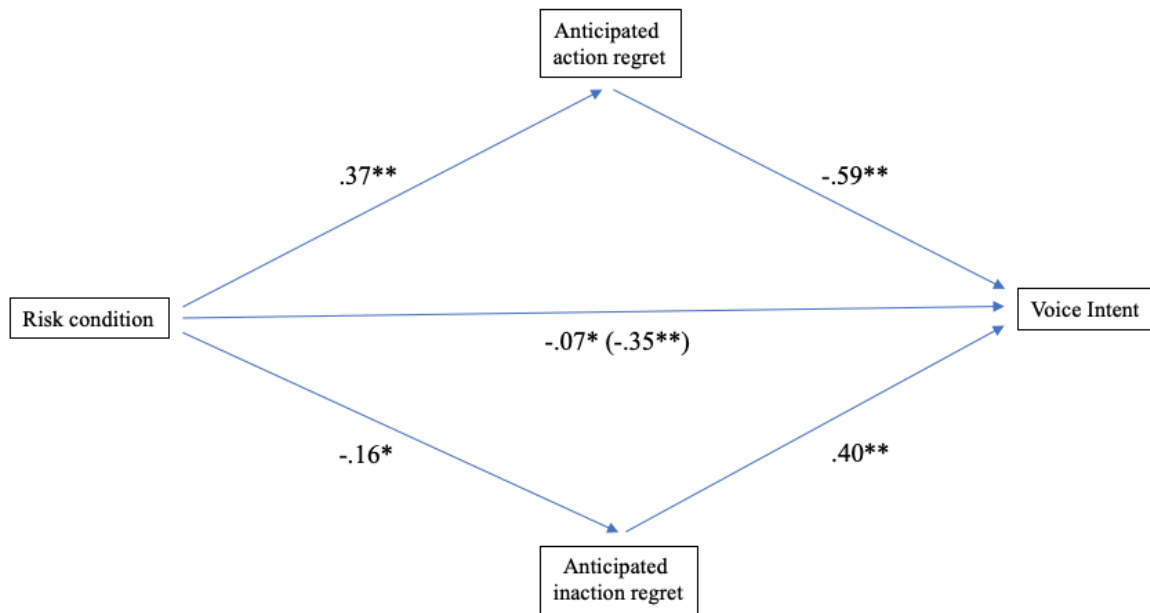 Anticipated
action regret
.37**
-.59**
Risk condition
Voice Intent
-.07* (-.35**)
-.16*
.40**
Anticipated
inaction regret